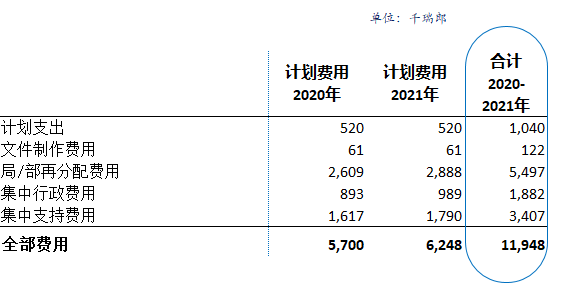 单位：千瑞郎
计划费用 计划费用 合计
2020年 2021年 2020-
2021年
计划支出 520 520 1,040
文件制作费用 61 61 122
局/部再分配费用 2,609 2,888 5,497
集中行政费用 893 989 1,882
集中支持费用 1,617 1,790 3,407
全部费用 5,700 6,248 11,948